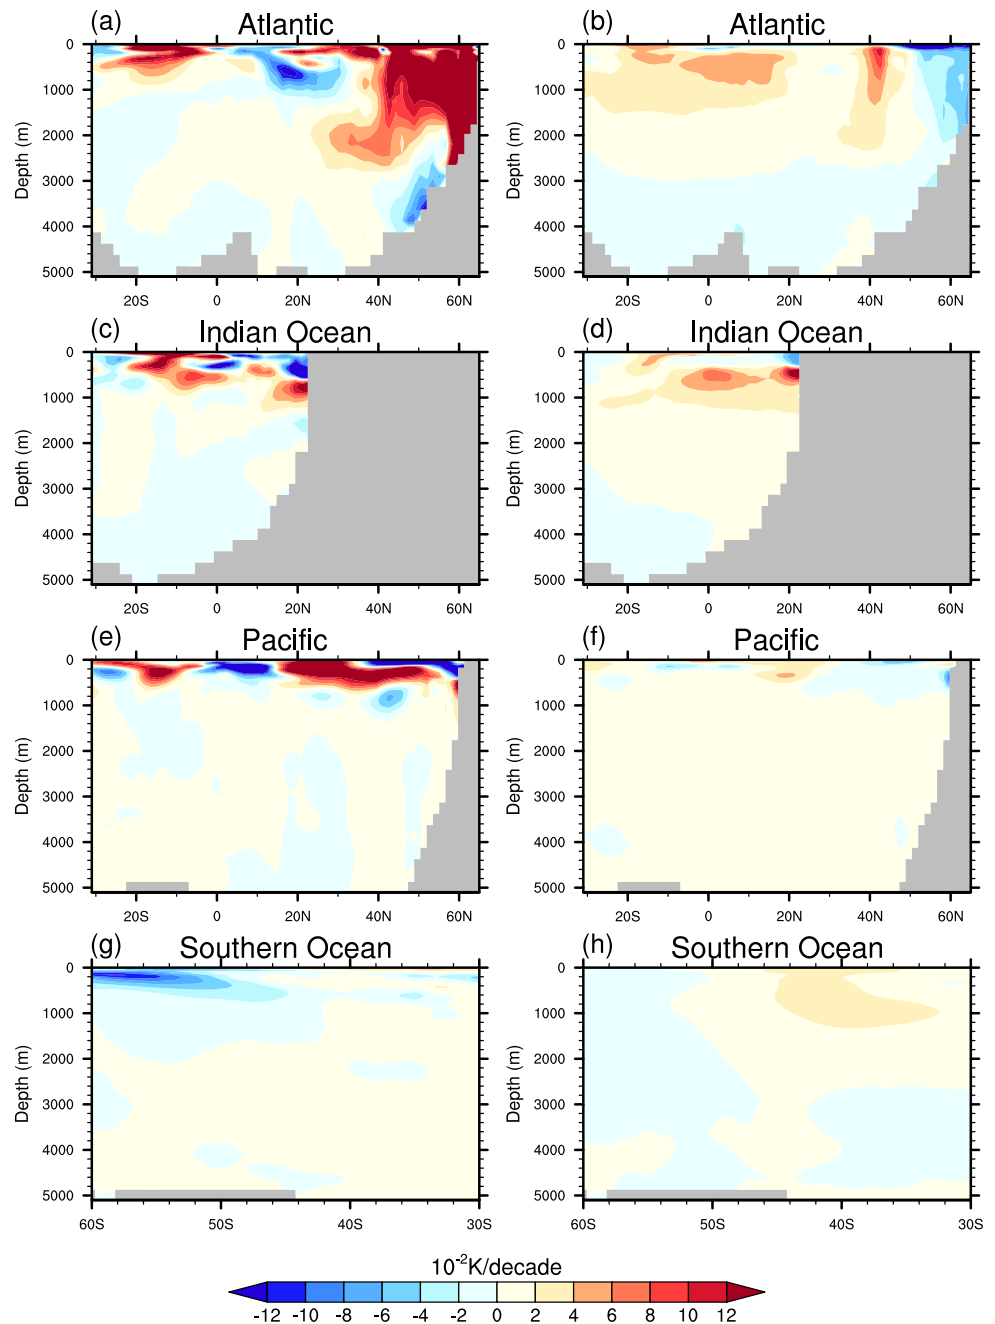 (a) Atlantic (b) Atlantic
0 0
1000 1000
2000 2000
3000 3000
4000 4000
5000 5000
Depth (m) Depth (m)
20S 0 20N 40N 60N 20S 0 20N 40N 60N
(c) Indian Ocean (d) Indian Ocean
0 0
1000 1000
2000 2000
3000 3000
4000 4000
5000 5000
Depth (m) Depth (m)
20S 0 20N 40N 60N 20S 0 20N 40N 60N
(e) Pacific (f) Pacific
0 0
1000 1000
2000 2000
3000 3000
4000 4000
5000 5000
Depth (m) Depth (m)
20S 0 20N 40N 60N 20S 0 20N 40N 60N
(g) Southern Ocean (h) Southern Ocean
0 0
1000 1000
2000 2000
3000 3000
4000 4000
5000 5000
Depth (m) Depth (m)
60S 50S 40S 30S 60S 50S 40S 30S
10⁻²K/decade
-12 -10 -8 -6 -4 -2 0 2 4 6 8 10 12